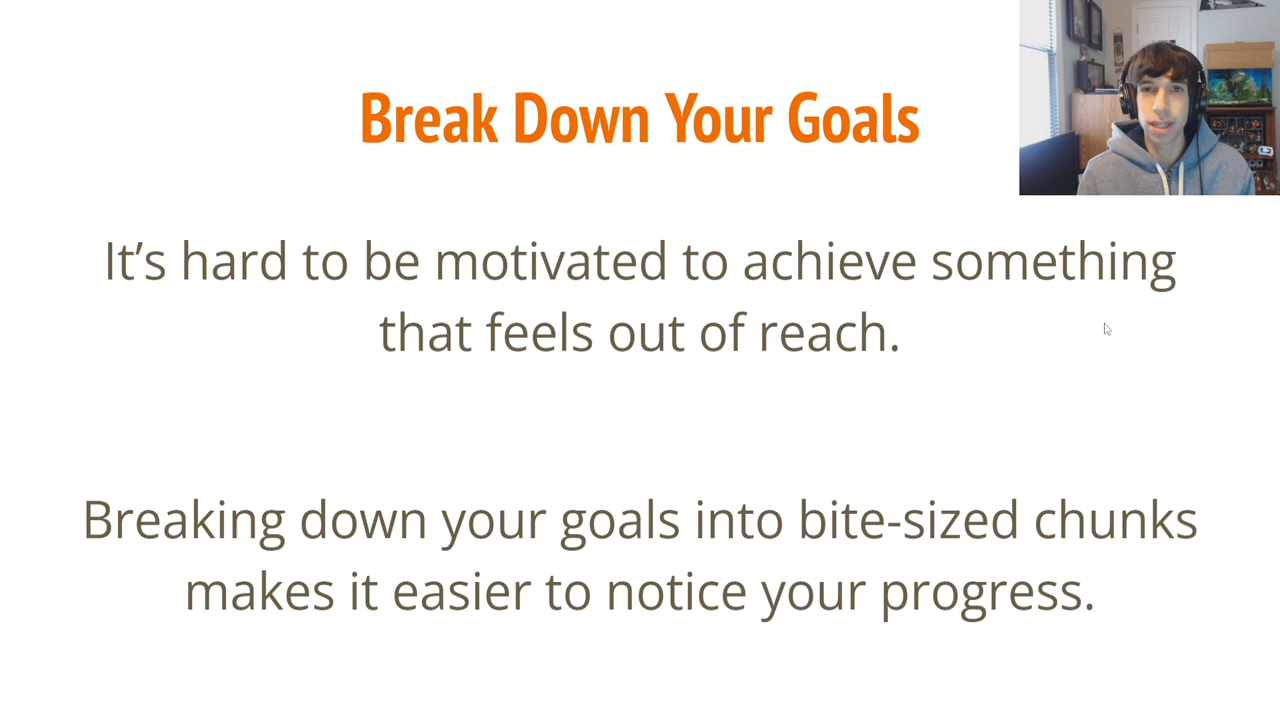 Break Down Your Goals
It’s hard to be motivated to achieve something
that feels out of reach.
Breaking down your goals into bite-sized chunks
makes it easier to notice your progress.